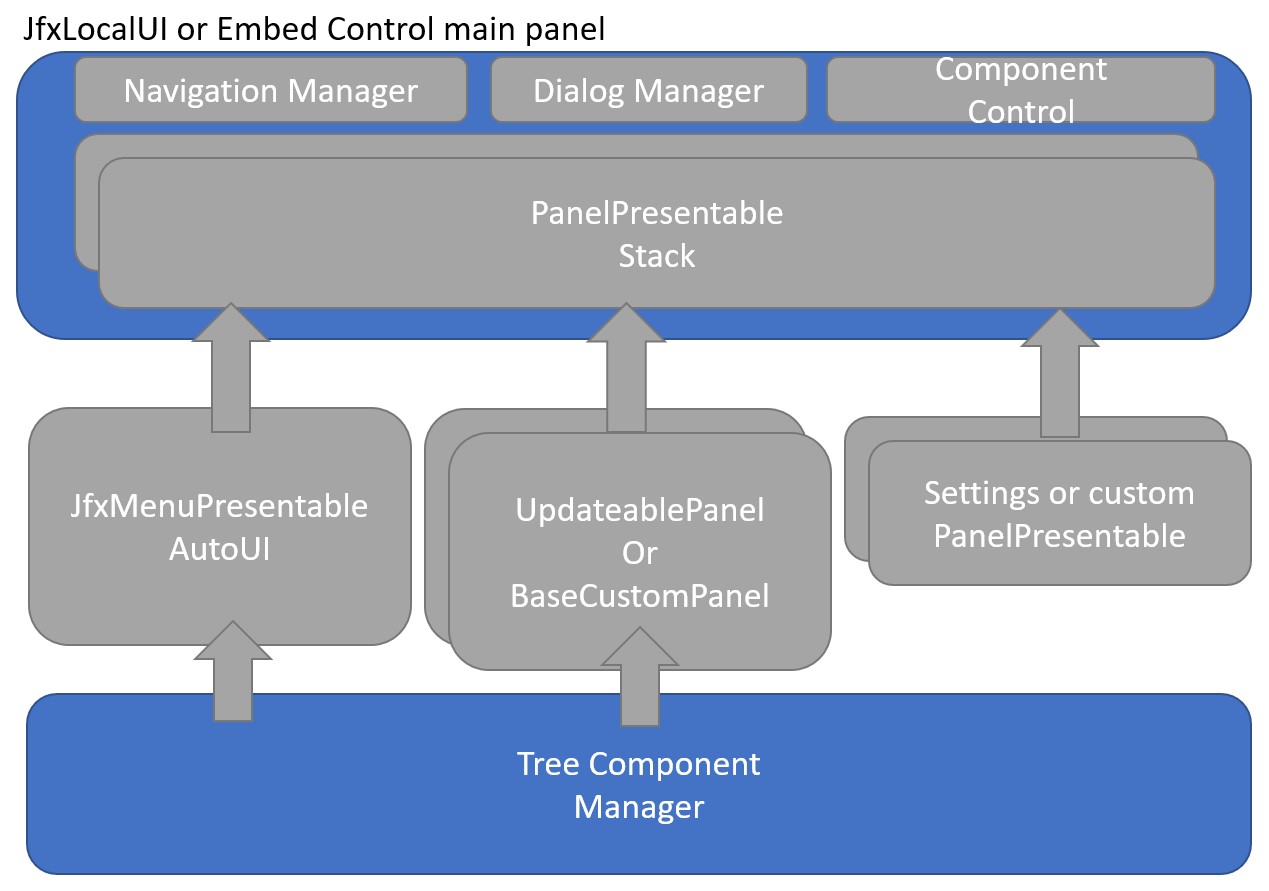 JfxLocalUI or Embed Control main panel
Navigation Manager
Dialog Manager
Component
Control
PanelPresentable
Stack
JfxMenuPresentable
AutoUI
UpdateablePanel
Or
BaseCustomPanel
Settings or custom
PanelPresentable
Tree Component
Manager